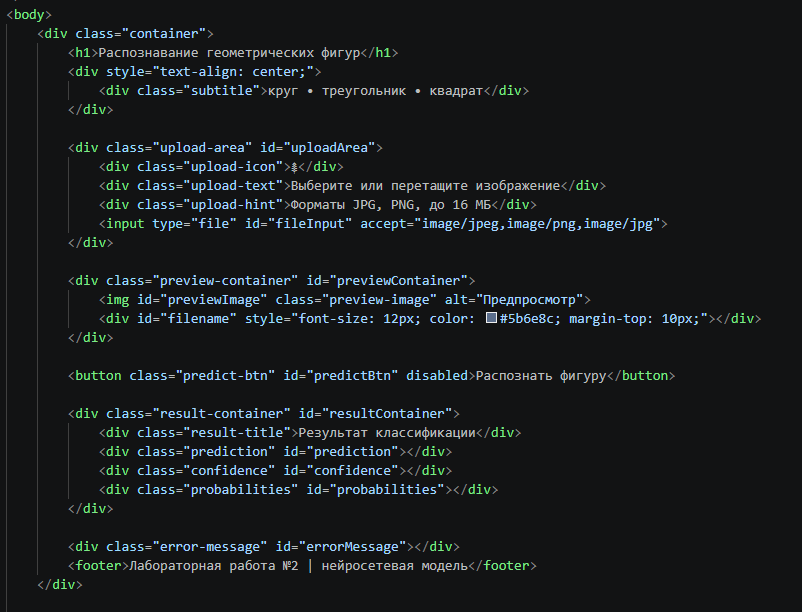 <body>
<div class="container">
<h1>Распознавание геометрических фигур</h1>
<div style="text-align: center;">
<div class="subtitle">круг • треугольник • квадрат</div>
</div>
<div class="upload-area" id="uploadArea">
<div class="upload-icon"></div>
<div class="upload-text">Выберите или перетащите изображение</div>
<div class="upload-hint">Форматы JPG, PNG, до 16 МБ</div>
<input type="file" id="fileInput" accept="image/jpeg,image/png,image/jpg">
</div>
<div class="preview-container" id="previewContainer">
<img id="previewImage" class="preview-image" alt="Предпросмотр">
<div id="filename" style="font-size: 12px; color: #5b6e8c; margin-top: 10px;"></div>
</div>
<button class="predict-btn" id="predictBtn" disabled>Распознать фигуру</button>
<div class="result-container" id="resultContainer">
<div class="result-title">Результат классификации</div>
<div class="prediction" id="prediction"></div>
<div class="confidence" id="confidence"></div>
<div class="probabilities" id="probabilities"></div>
</div>
<div class="error-message" id="errorMessage"></div>
<footer>Лабораторная работа №2 | нейросетевая модель</footer>
</div>